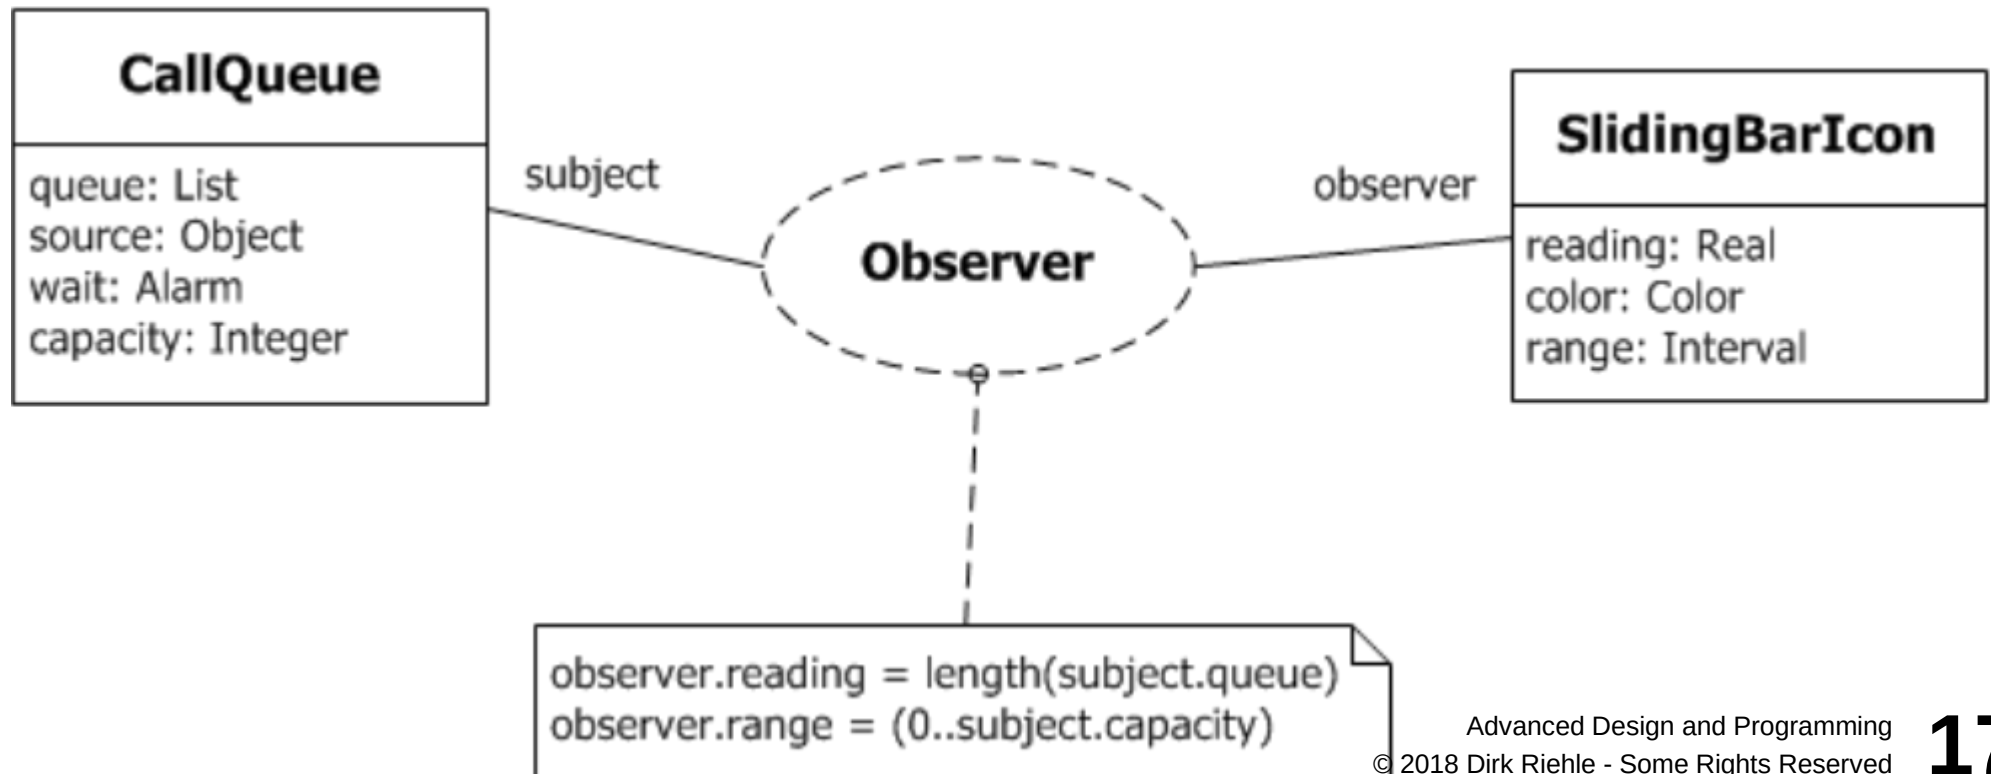 CallQueue
queue: List
source: Object
wait: Alarm
capacity: Integer
subject
Observer
observer
SlidingBarIcon
reading: Real
color: Color
range: Interval
observer.reading = length(subject.queue)
observer.range = (0..subject.capacity)
Advanced Design and Programming
© 2018 Dirk Riehle - Some Rights Reserved
17